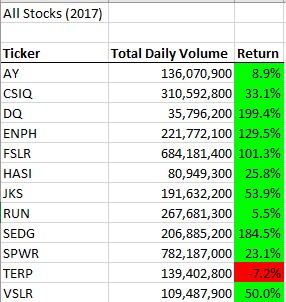 All Stocks (2017)
Ticker Total Daily Volume Return
AY 136,070,900 8.9%
CSIQ 310,592,800 33.1%
DQ 35,796,200 199.4%
ENPH 221,772,100 129.5%
FSLR 684,181,400 101.3%
HASI 80,949,300 25.8%
JKS 191,632,200 53.9%
RUN 267,681,300 5.5%
SEDG 206,885,200 184.5%
SPWR 782,187,000 23.1%
TERP 139,402,800 -7.2%
VSLR 109,487,900 50.0%